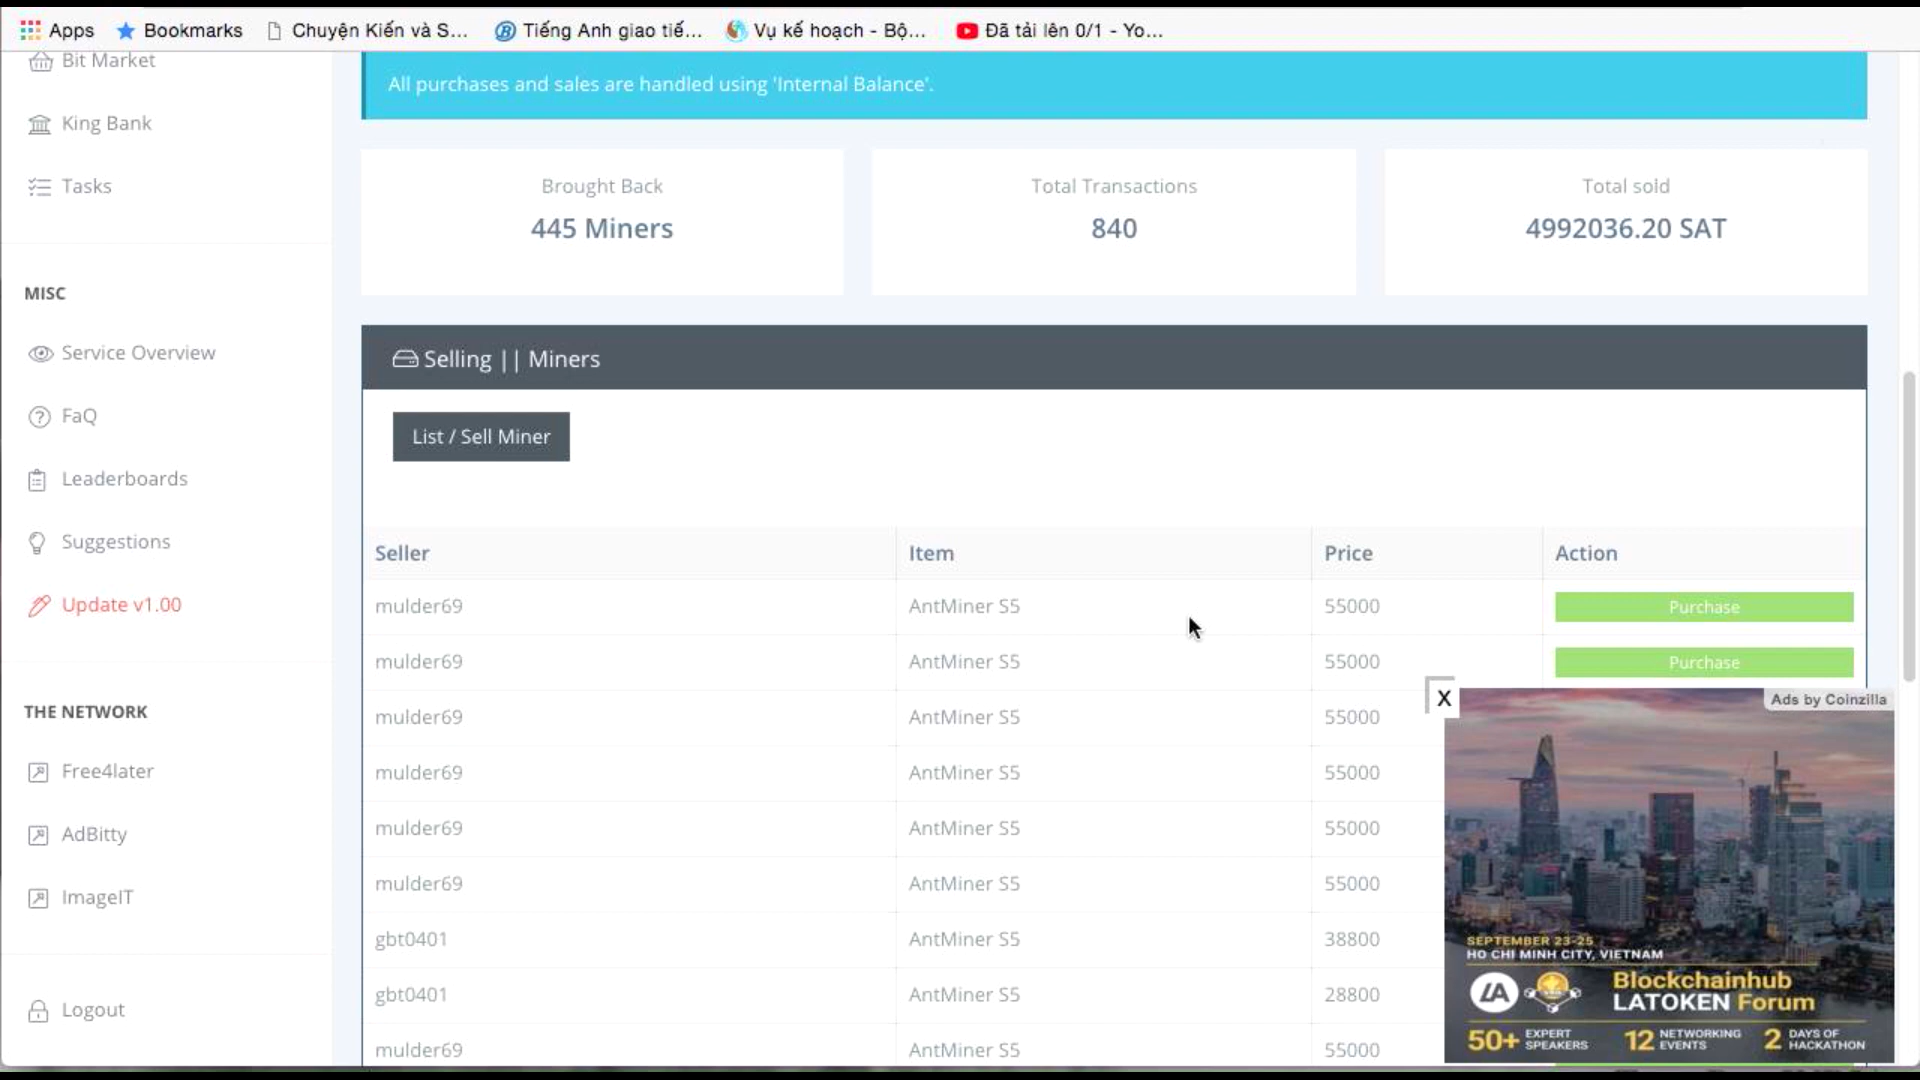 Apps Bookmarks Chuyện Kiến và S... Tiếng Anh giao tiế... Vụ kế hoạch - Bộ... Đã tải lên 0/1 - Yo...
Bit Market
King Bank
Tasks
MISC
Service Overview
FaQ
Leaderboards
Suggestions
Update v1.00
THE NETWORK
Free4later
AdBitty
ImageIT
Logout
All purchases and sales are handled using 'Internal Balance'.
Brought Back
445 Miners
Total Transactions
840
Total sold
4992036.20 SAT
Selling || Miners
List / Sell Miner
Seller Item Price Action
mulder69 AntMiner S5 55000 Purchase
mulder69 AntMiner S5 55000 Purchase
mulder69 AntMiner S5 55000
mulder69 AntMiner S5 55000
mulder69 AntMiner S5 55000
mulder69 AntMiner S5 55000
gbt0401 AntMiner S5 38800
gbt0401 AntMiner S5 28800
mulder69 AntMiner S5 55000
X
Ads by Coinzilla
SEPTEMBER 23-25
HO CHI MINH CITY, VIETNAM
LA Blockchainhub
LATOKEN Forum
50+ EXPERT SPEAKERS 12 NETWORKING EVENTS 2 DAYS OF HACKATHON